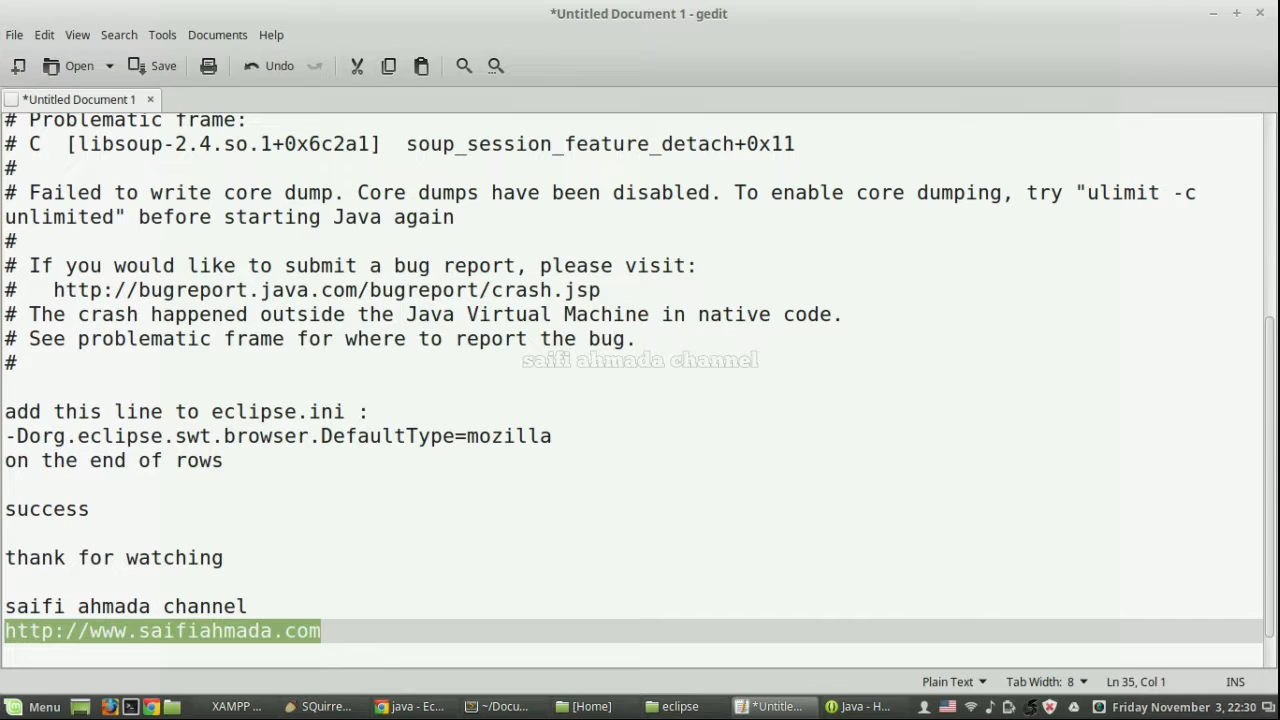 *Untitled Document 1 - gedit
File Edit View Search Tools Documents Help
Open Save Undo
*Untitled Document 1
# Problematic frame:
# C  [libsoup-2.4.so.1+0x6c2a1]  soup_session_feature_detach+0x11
#
# Failed to write core dump. Core dumps have been disabled. To enable core dumping, try "ulimit -c
unlimited" before starting Java again
#
# If you would like to submit a bug report, please visit:
#   http://bugreport.java.com/bugreport/crash.jsp
# The crash happened outside the Java Virtual Machine in native code.
# See problematic frame for where to report the bug.
saifi ahmada channel
#
add this line to eclipse.ini :
-Dorg.eclipse.swt.browser.DefaultType=mozilla
on the end of rows
success
thank for watching
saifi ahmada channel
http://www.saifiahmada.com
Plain Text Tab Width: 8 Ln 35, Col 1 INS
Menu XAMPP ... SQuirre... java - Ec... ~/Docu... [Home] eclipse *Untitle... Java - H... Friday November 3, 22:30